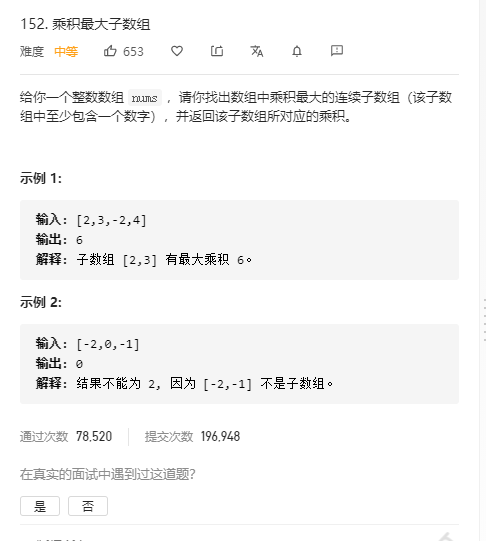 152. 乘积最大子数组
难度 中等 653
给你一个整数数组 nums ，请你找出数组中乘积最大的连续子数组（该子数
组中至少包含一个数字），并返回该子数组所对应的乘积。
示例 1:
输入: [2,3,-2,4]
输出: 6
解释: 子数组 [2,3] 有最大乘积 6。
示例 2:
输入: [-2,0,-1]
输出: 0
解释: 结果不能为 2, 因为 [-2,-1] 不是子数组。
通过次数 78,520 提交次数 196,948
在真实的面试中遇到过这道题?
是 否